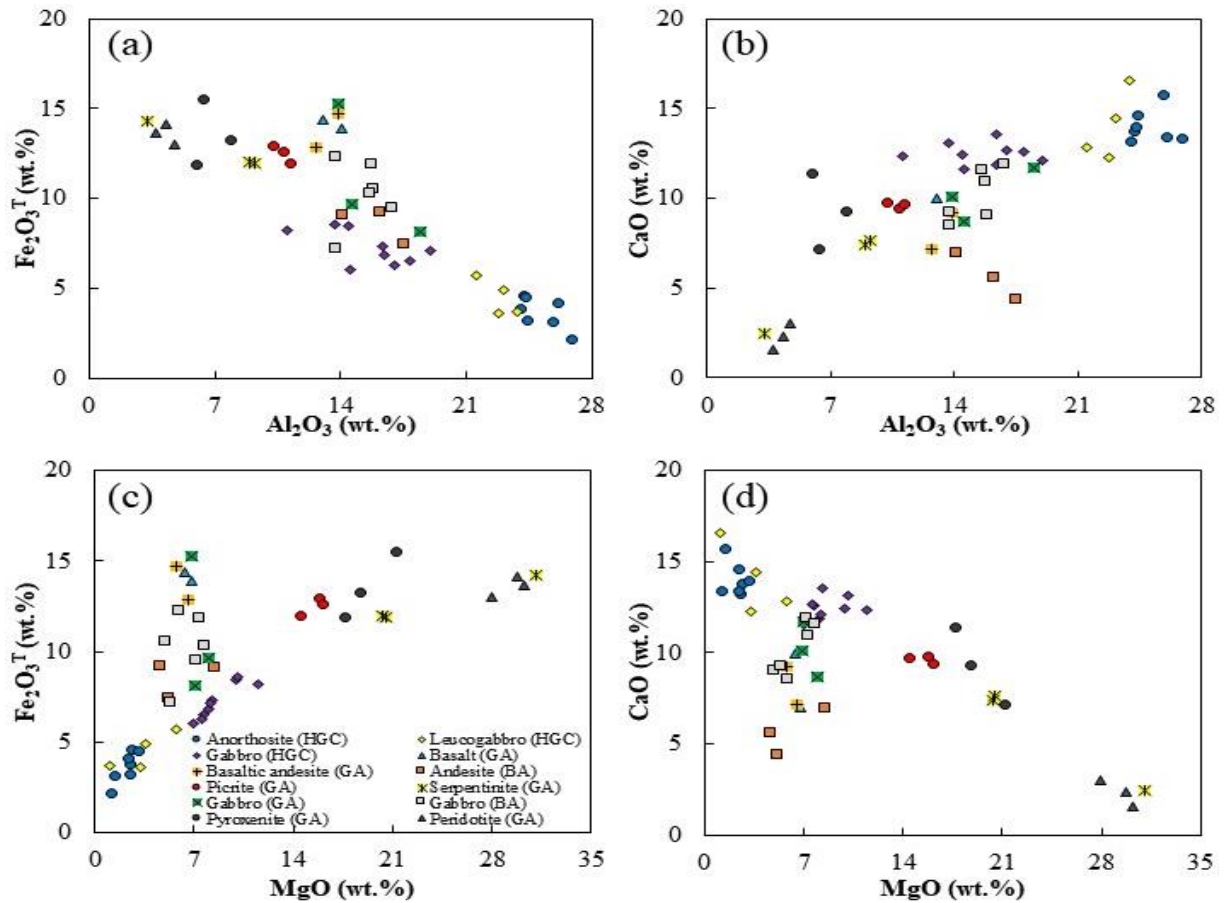 (a)
20
15
10
5
0
Fe₂O₃ᵀ (wt.%)
0 7 14 21 28
Al₂O₃ (wt.%)
(b)
20
15
10
5
0
CaO (wt.%)
0 7 14 21 28
Al₂O₃ (wt.%)
(c)
20
15
10
5
0
Fe₂O₃ᵀ (wt.%)
Anorthosite (HGC) Leucogabbro (HGC)
Gabbro (HGC) Basalt (GA)
Basaltic andesite (GA) Andesite (BA)
Picrite (GA) Serpentinite (GA)
Gabbro (GA) Gabbro (BA)
Pyroxenite (GA) Peridotite (GA)
0 7 14 21 28 35
MgO (wt.%)
(d)
20
15
10
5
0
CaO (wt.%)
0 7 14 21 28 35
MgO (wt.%)